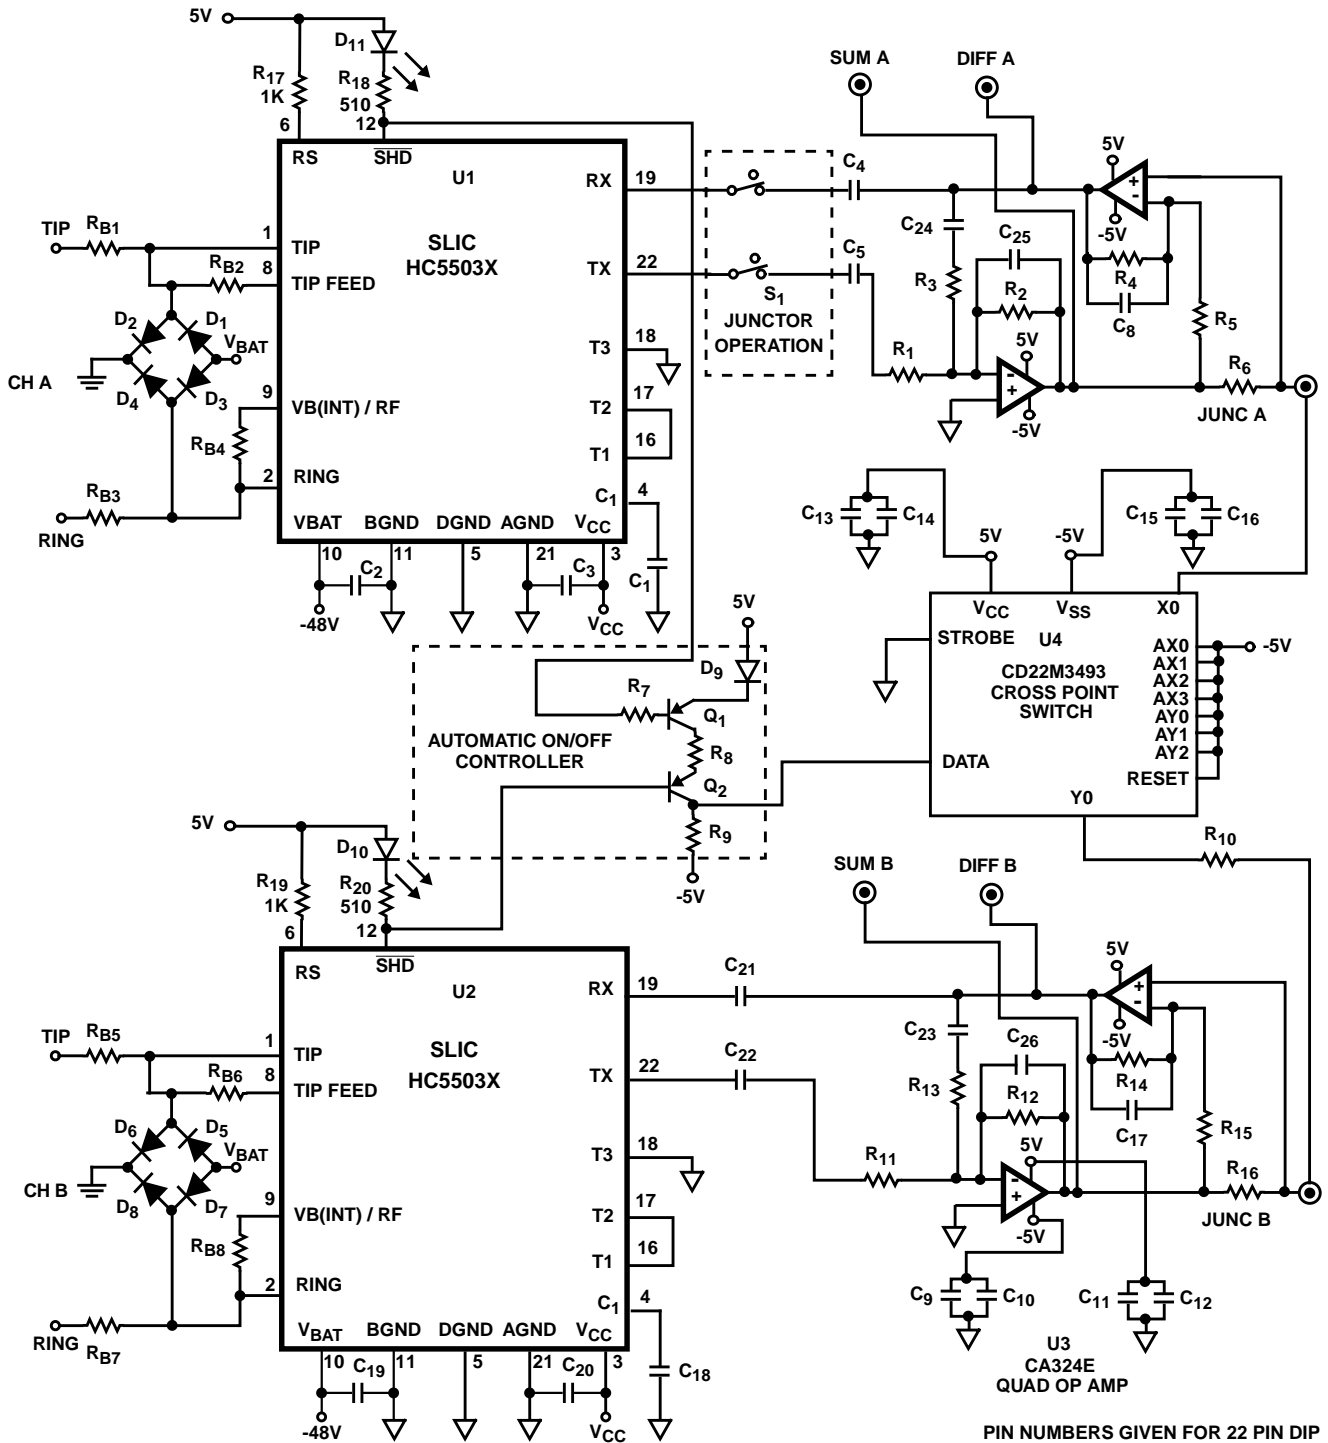 5V
D11
R17
1K
R18
510
6
12
RS
SHD
U1
SLIC
HC5503X
RX
19
TX
22
T3
18
T2
17
T1
16
C1
4
TIP
RB1
1
TIP
RB2
8
TIP FEED
D2
D1
VBAT
CH A
D4
D3
9
VB(INT) / RF
RB4
2
RING
RB3
RING
VBAT
BGND
DGND
AGND
VCC
10
11
5
21
3
C2
C3
C1
-48V
VCC
S1
JUNCTOR
OPERATION
C4
C5
SUM A
DIFF A
C24
C25
R3
R2
R1
5V
-5V
5V
-5V
R4
C8
R5
R6
JUNC A
C13
C14
C15
C16
5V
-5V
VCC
VSS
X0
STROBE
U4
CD22M3493
CROSS POINT
SWITCH
AX0
AX1
AX2
AX3
AY0
AY1
AY2
RESET
-5V
DATA
Y0
R10
5V
D9
R7
Q1
R8
Q2
R9
-5V
AUTOMATIC ON/OFF
CONTROLLER
5V
D10
R19
1K
R20
510
6
12
RS
SHD
U2
SLIC
HC5503X
RX
19
TX
22
T3
18
T2
17
T1
16
C1
4
TIP
RB5
1
TIP
RB6
8
TIP FEED
D6
D5
VBAT
CH B
D8
D7
9
VB(INT) / RF
RB8
2
RING
RING
RB7
VBAT
BGND
DGND
AGND
VCC
10
11
5
21
3
C19
C20
C18
-48V
VCC
C21
C22
SUM B
DIFF B
C23
C26
R13
R12
R11
5V
-5V
5V
-5V
R14
C17
R15
R16
JUNC B
C9
C10
C11
C12
U3
CA324E
QUAD OP AMP
PIN NUMBERS GIVEN FOR 22 PIN DIP